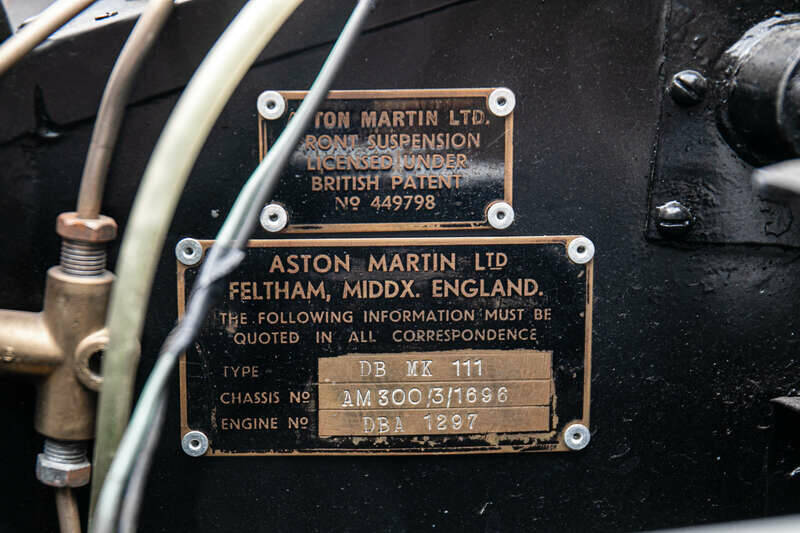 ASTON MARTIN LTD.
FRONT SUSPENSION
LICENSED UNDER
BRITISH PATENT
No 449798
ASTON MARTIN LTD
FELTHAM, MIDDX. ENGLAND.
THE FOLLOWING INFORMATION MUST BE
QUOTED IN ALL CORRESPONDENCE
TYPE DB MK 111
CHASSIS No AM300/3/1696
ENGINE No DBA 1297